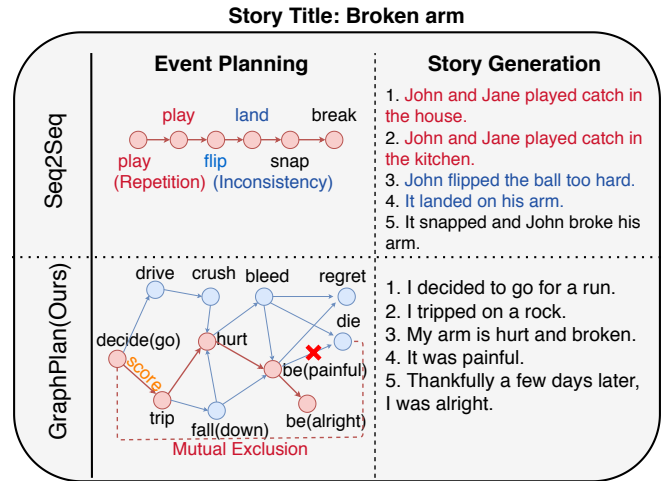 Story Title: Broken arm
Event Planning
Story Generation
Seq2Seq
play
land
break
play
flip
snap
(Repetition)
(Inconsistency)
1. John and Jane played catch in
the house.
2. John and Jane played catch in
the kitchen.
3. John flipped the ball too hard.
4. It landed on his arm.
5. It snapped and John broke his
arm.
GraphPlan(Ours)
drive
crush
bleed
regret
die
decide(go)
hurt
score
be(painful)
trip
fall(down)
be(alright)
Mutual Exclusion
1. I decided to go for a run.
2. I tripped on a rock.
3. My arm is hurt and broken.
4. It was painful.
5. Thankfully a few days later,
I was alright.